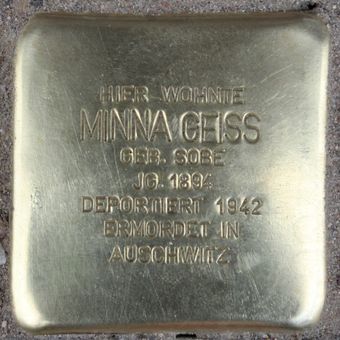 HIER WOHNTE
MINNA GEISS
GEB. SOBE
JG. 1894
DEPORTIERT 1942
ERMORDET IN
AUSCHWITZ